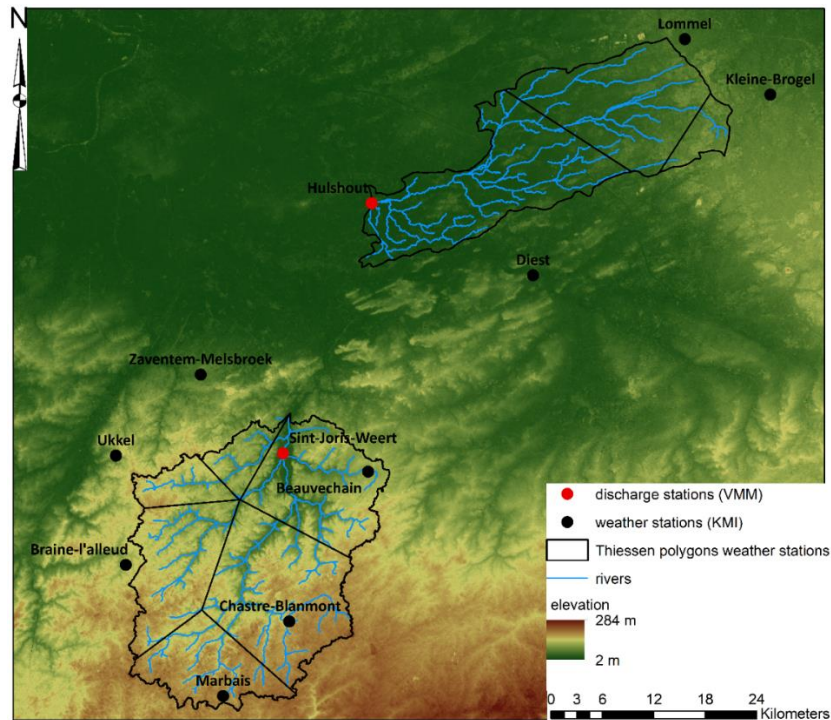 N
Lommel
Kleine-Brogel
Hulshout
Diest
Zaventem-Melsbroek
Ukkel
Sint-Joris-Weert
Beauvechain
Braine-l'alleud
Chastre-Blanmont
Marbais
discharge stations (VMM)
weather stations (KMI)
Thiessen polygons weather stations
rivers
elevation
284 m
2 m
0 3 6 12 18 24
Kilometers